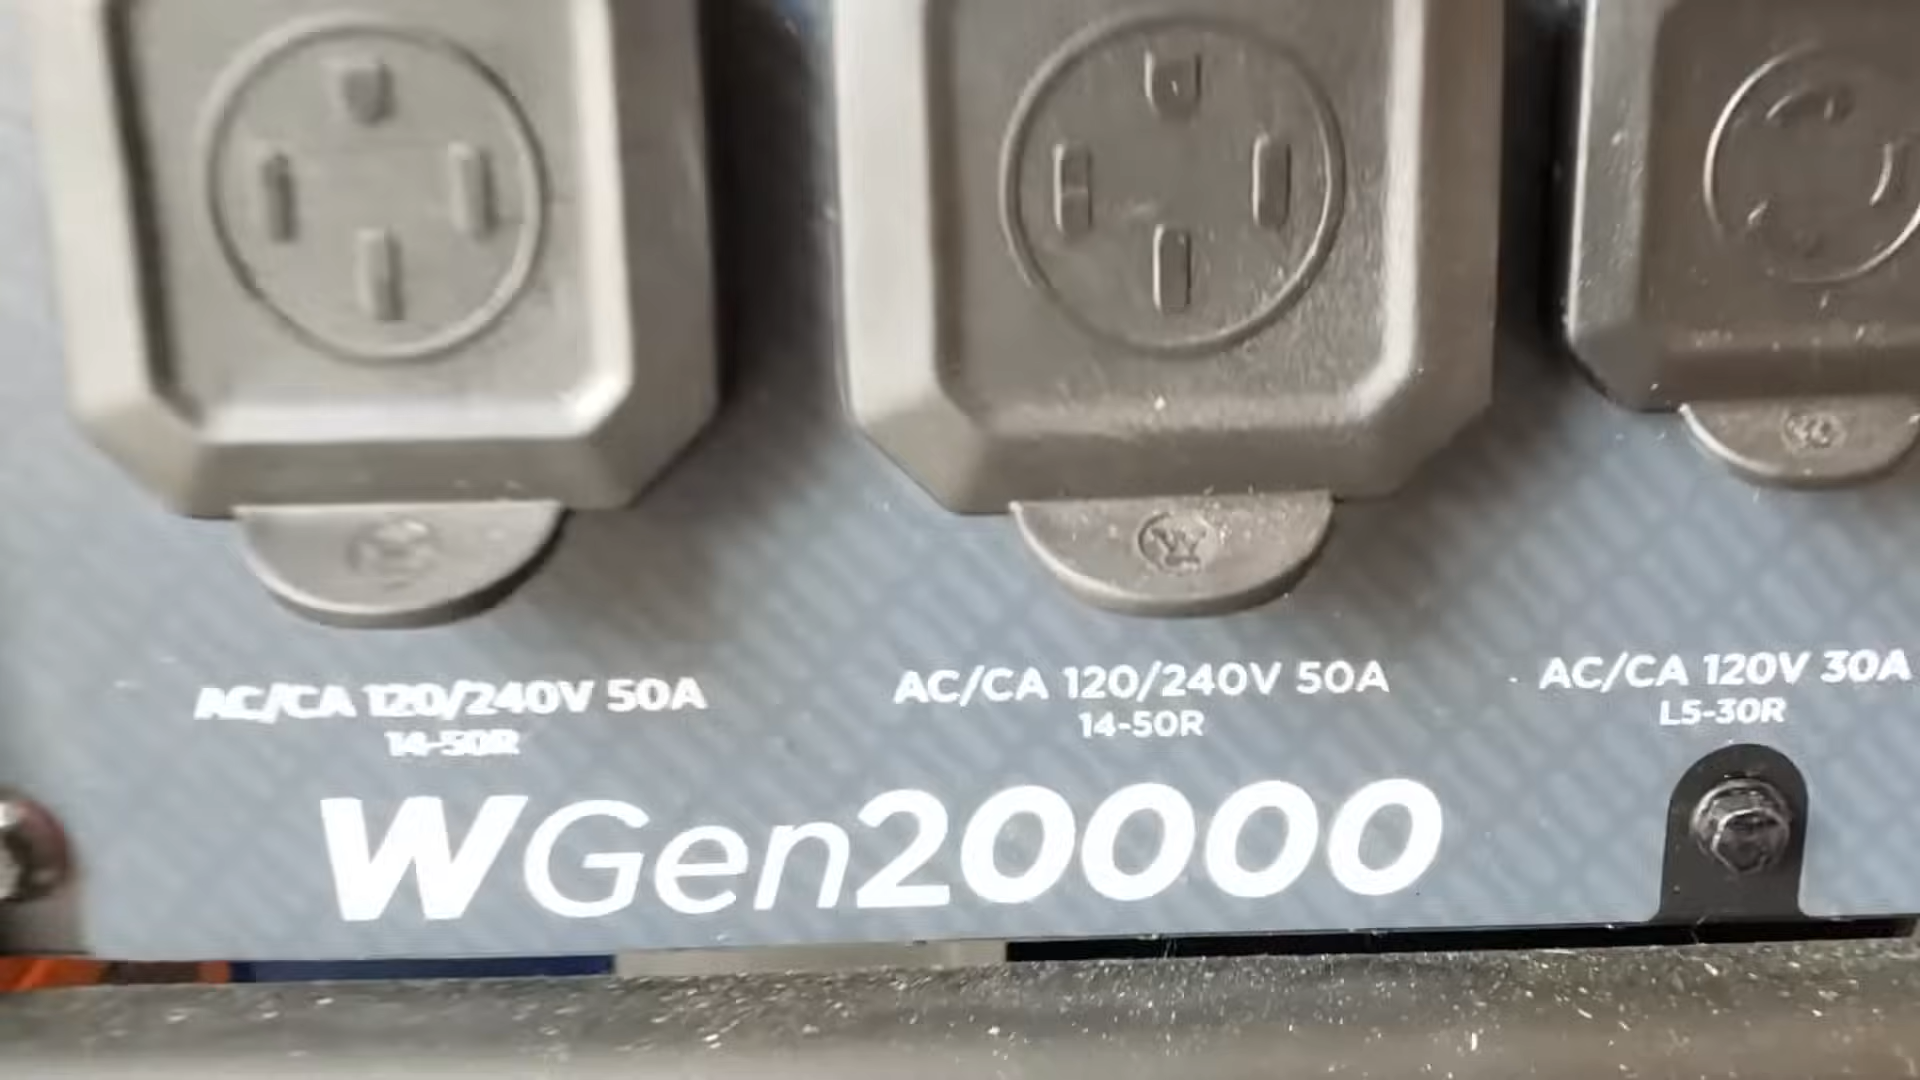 AC/CA 120/240V 50A
14-50R
AC/CA 120/240V 50A
14-50R
AC/CA 120V 30A
L5-30R
WGen20000